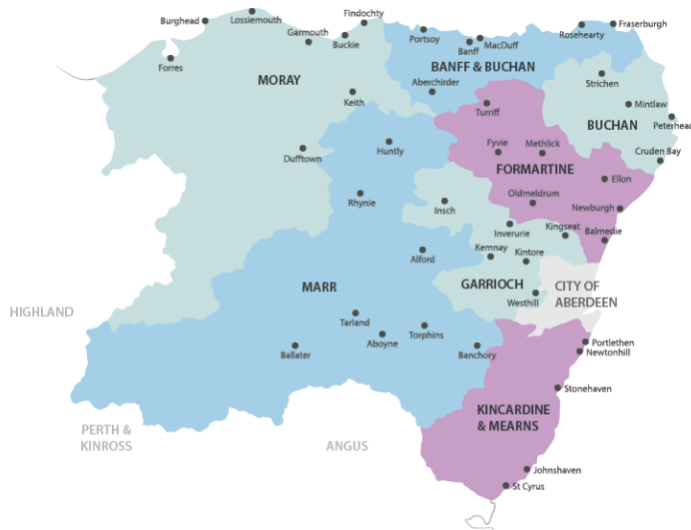 Findochty
Lossiemouth
Burghead
Garmouth
Buckie
Portsoy
Banff
MacDuff
Rosehearty
Fraserburgh
Forres
MORAY
BANFF & BUCHAN
Aberchirder
Strichen
Keith
Turriff
Mintlaw
BUCHAN
Peterhead
Huntly
Dufftown
Fyvie
Methlick
Cruden Bay
FORMARTINE
Ellon
Rhynie
Insch
Oldmeldrum
Newburgh
Inverurie
Kingseat
Balmedie
Alford
Kemnay
Kintore
MARR
GARRIOCH
CITY OF
ABERDEEN
Westhill
HIGHLAND
Tarland
Torphins
Aboyne
Ballater
Banchory
Portlethen
Newtonhill
Stonehaven
KINCARDINE
& MEARNS
PERTH &
KINROSS
ANGUS
Johnshaven
St Cyrus